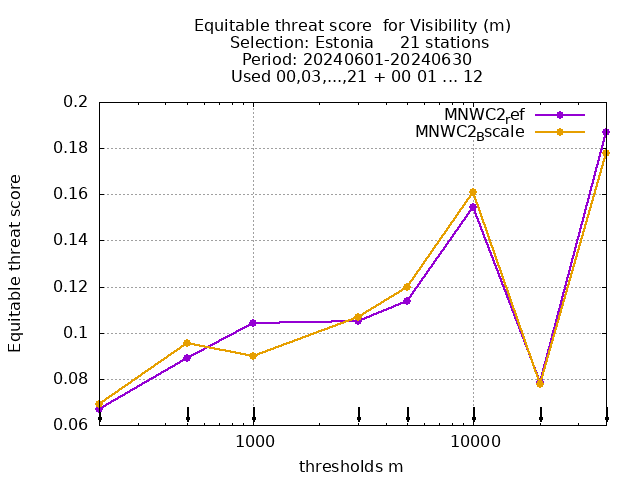 Equitable threat score  for Visibility (m)
Selection: Estonia     21 stations
Period: 20240601-20240630
Used 00,03,...,21 + 00 01 ... 12
MNWC2ref
MNWC2Bscale
0.2
0.18
0.16
0.14
0.12
0.1
0.08
0.06
1000
10000
Equitable threat score
thresholds m